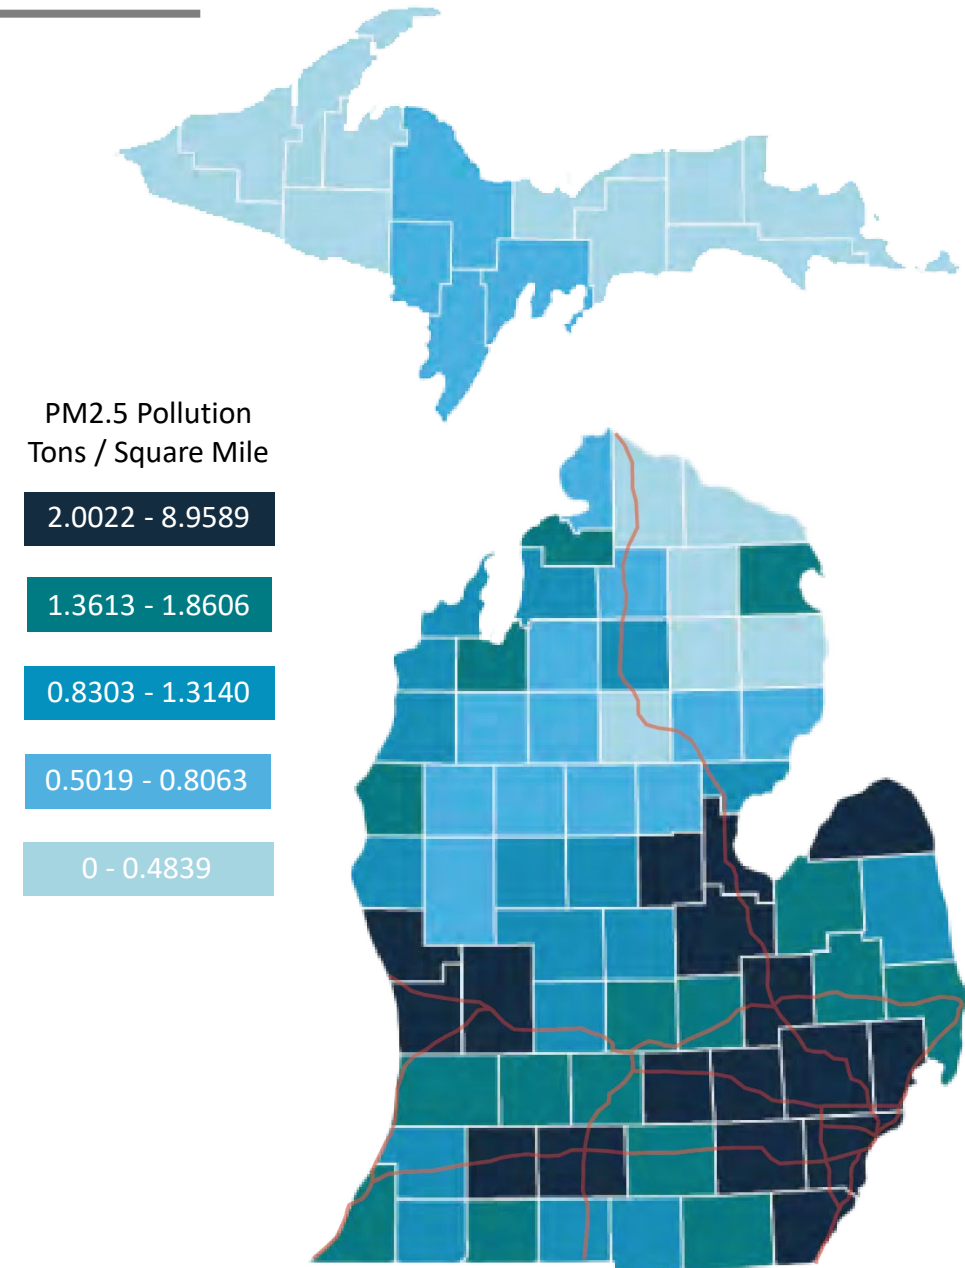 PM2.5 Pollution
Tons / Square Mile
2.0022 - 8.9589
1.3613 - 1.8606
0.8303 - 1.3140
0.5019 - 0.8063
0 - 0.4839